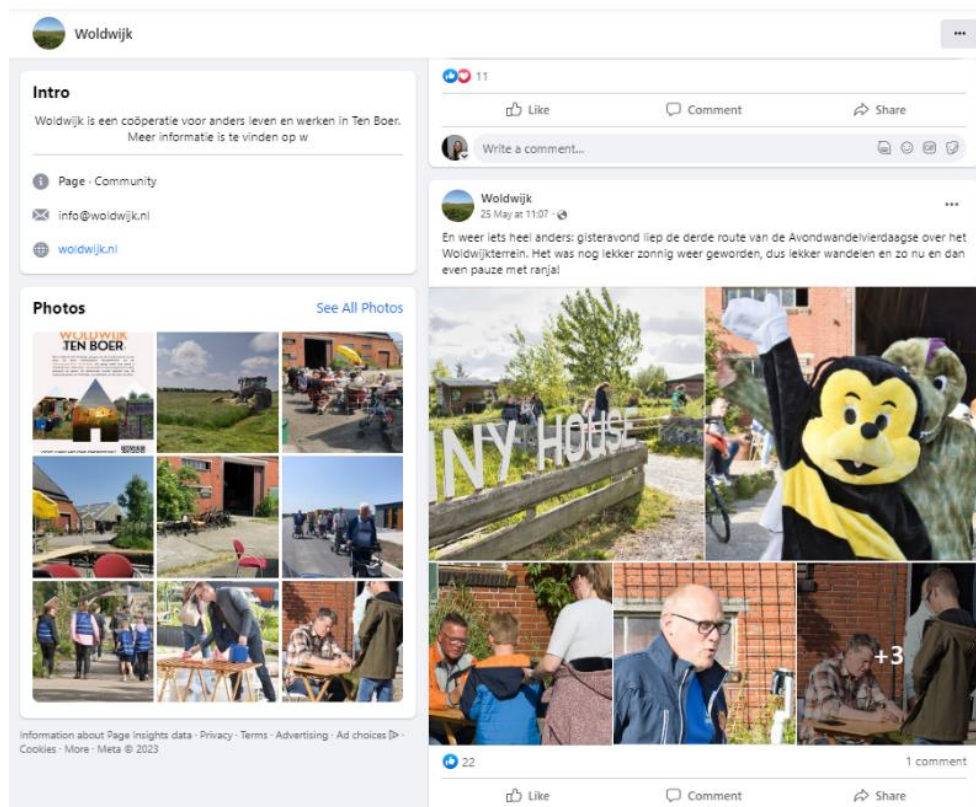 Woldwijk
Intro
Woldwijk is een coöperatie voor anders leven en werken in Ten Boer.
Meer informatie is te vinden op w
Page · Community
info@woldwijk.nl
woldwijk.nl
Photos
See All Photos
WOLDWIJK
TEN BOER
Information about Page Insights data · Privacy · Terms · Advertising · Ad choices ·
Cookies · More · Meta © 2023
11
Like
Comment
Share
Write a comment...
Woldwijk
25 May at 11:07 ·
En weer iets heel anders: gisteravond liep de derde route van de Avondwandelvierdaagse over het
Woldwijkterrein. Het was nog lekker zonnig weer geworden, dus lekker wandelen en zo nu en dan
even pauze met ranja!
INY HOUSE
+3
22
1 comment
Like
Comment
Share